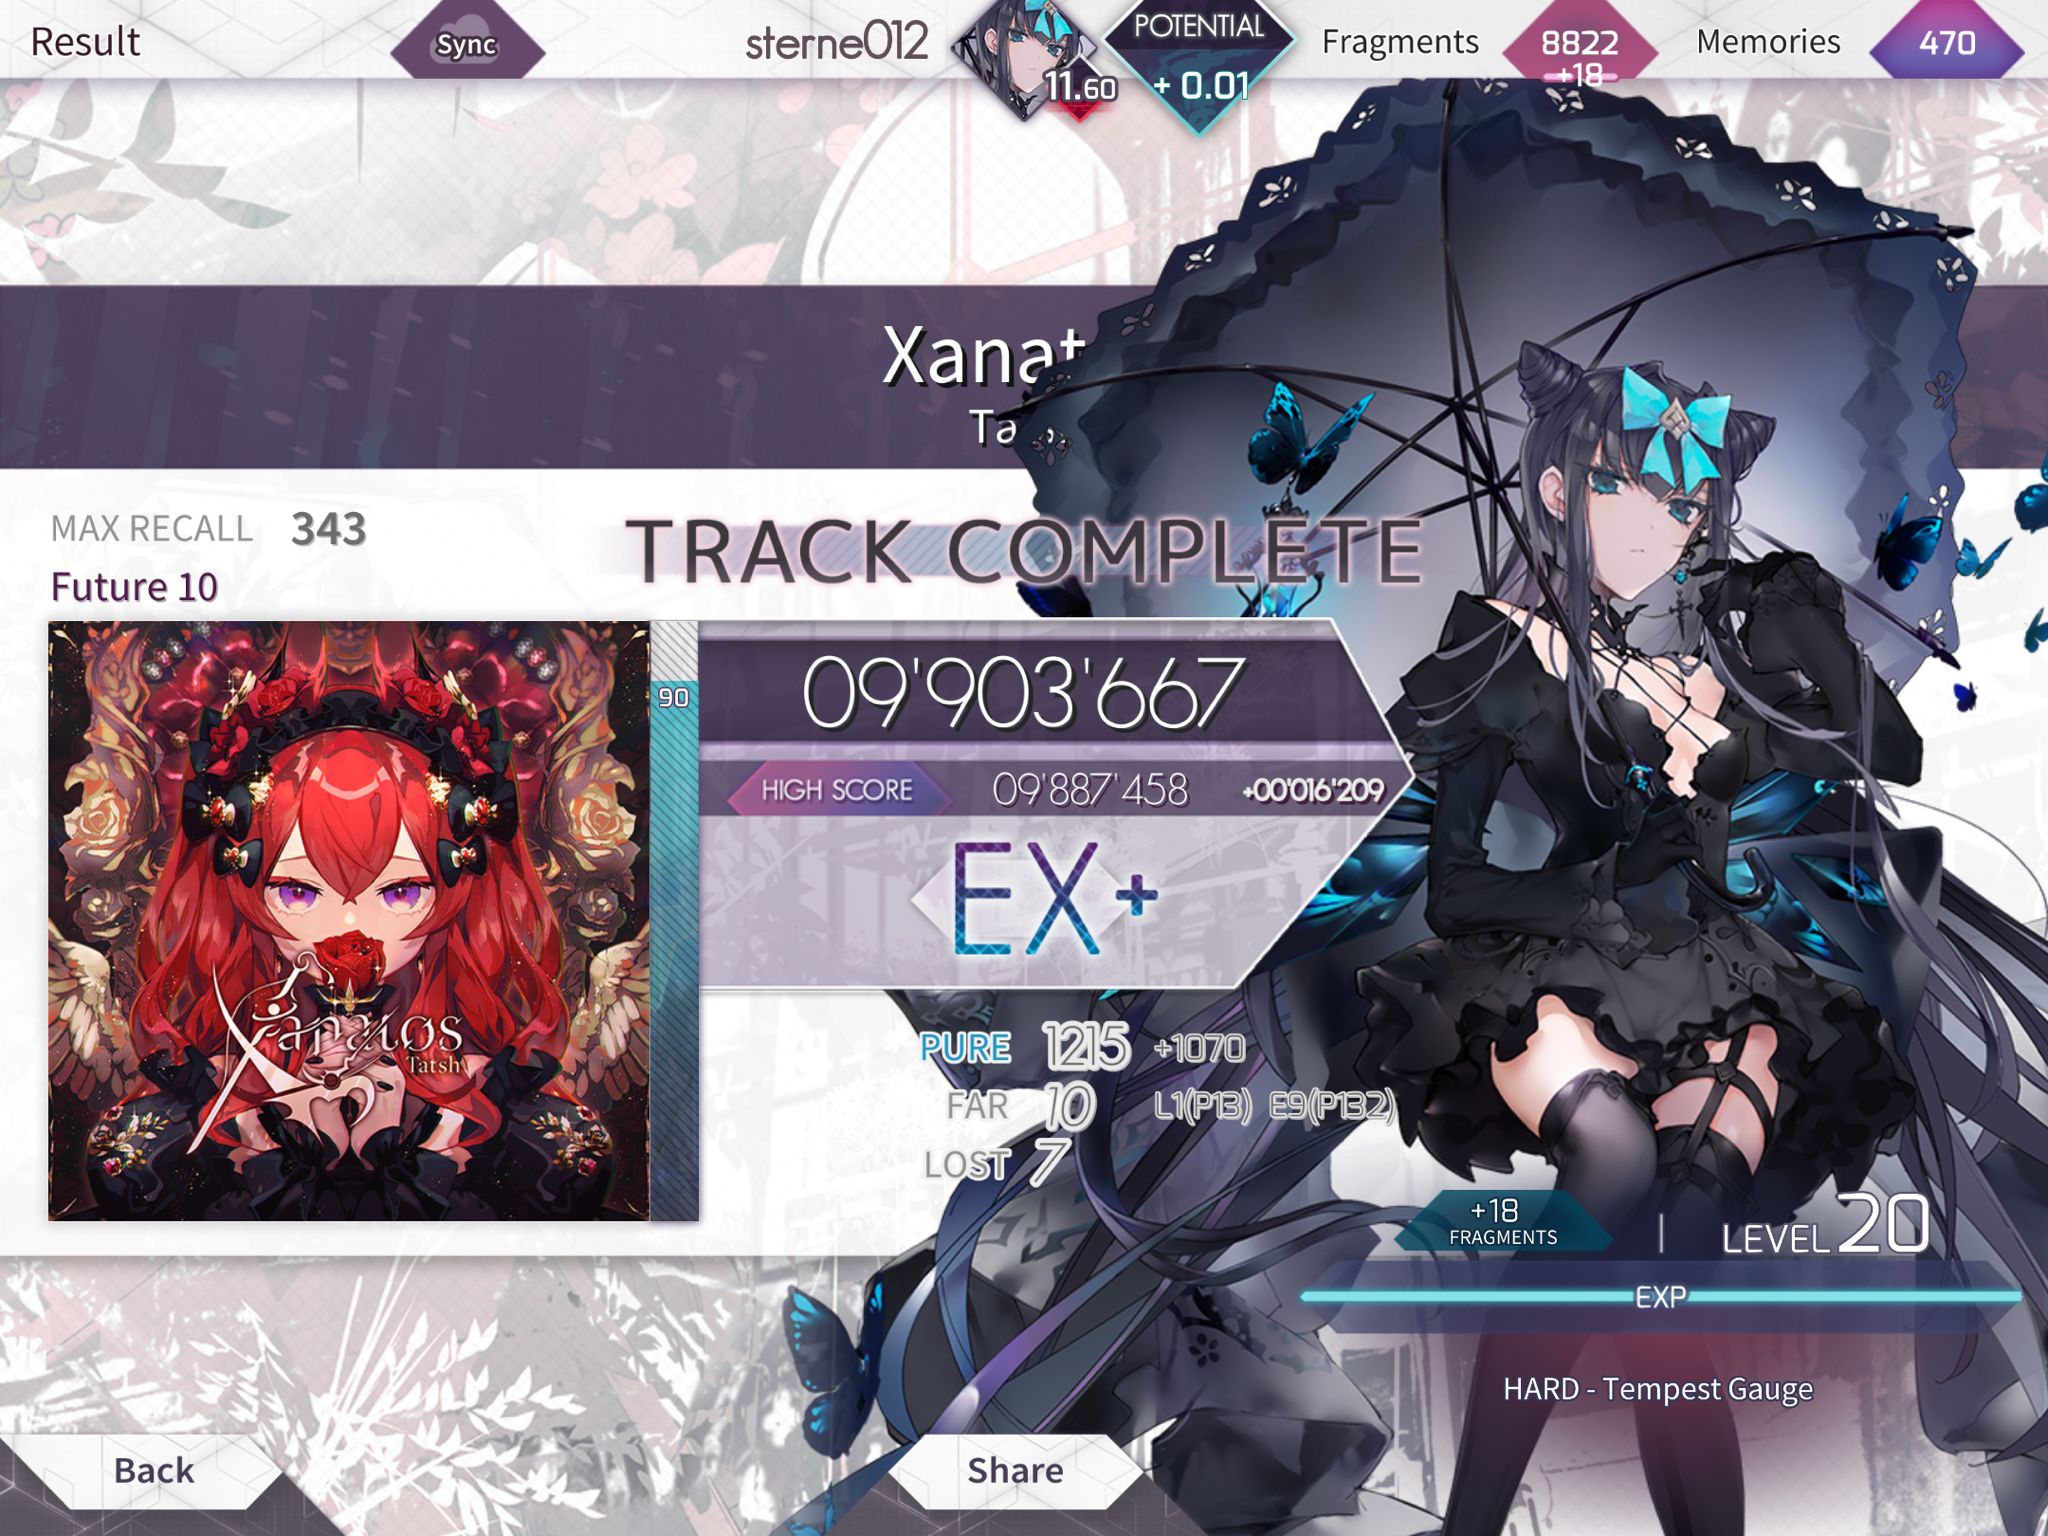 Result
Sync
sterne012
11.60
POTENTIAL
+ 0.01
Fragments
8822
+18
Memories
470
Xanat
Ta
MAX RECALL 343
Future 10
TRACK COMPLETE
90
09'903'667
HIGH SCORE 09'887'458 +00'016'209
EX+
Xanatos
Tatsh
PURE 1215 +1070
FAR 10 L1(P13) E9(P132)
LOST 7
+18
FRAGMENTS
LEVEL 20
EXP
HARD - Tempest Gauge
Back
Share